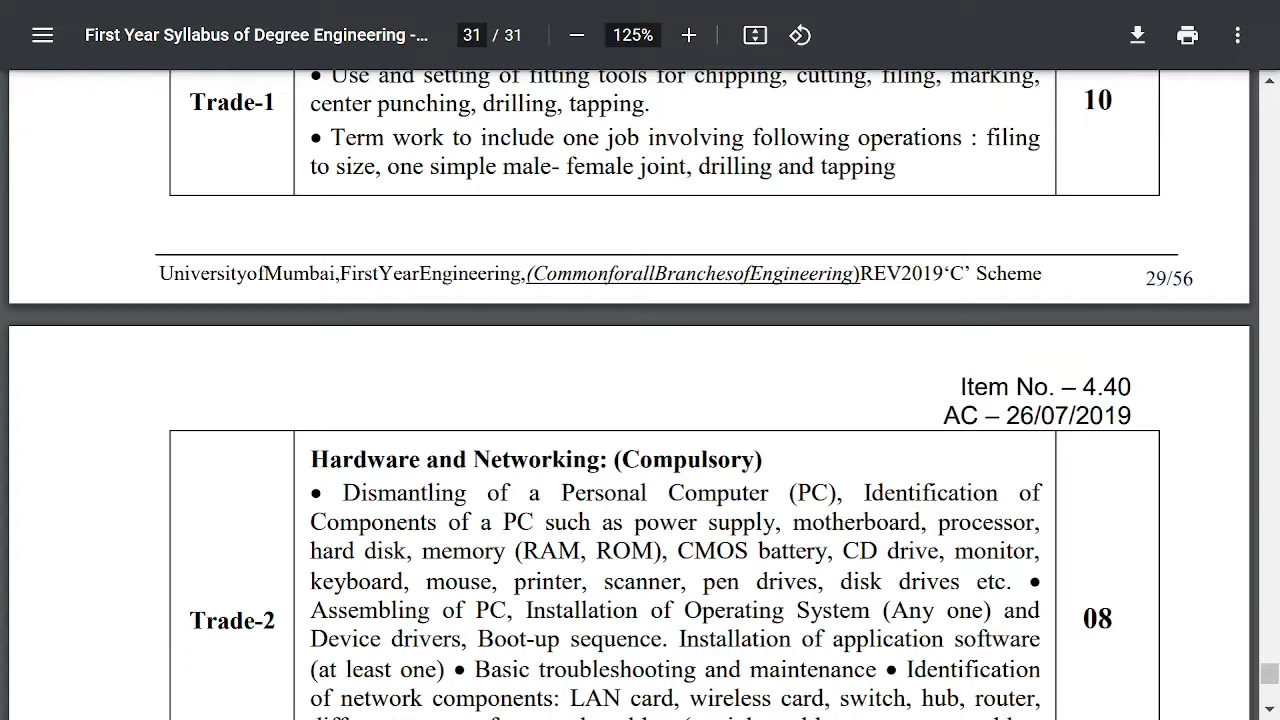 First Year Syllabus of Degree Engineering -...
31 / 31
125%
• Use and setting of fitting tools for chipping, cutting, filing, marking,
center punching, drilling, tapping.
Trade-1
10
• Term work to include one job involving following operations : filing
to size, one simple male- female joint, drilling and tapping
UniversityofMumbai,FirstYearEngineering,(CommonforallBranchesofEngineering)REV2019‘C’ Scheme
29/56
Item No. – 4.40
AC – 26/07/2019
Hardware and Networking: (Compulsory)
• Dismantling of a Personal Computer (PC), Identification of
Components of a PC such as power supply, motherboard, processor,
hard disk, memory (RAM, ROM), CMOS battery, CD drive, monitor,
keyboard, mouse, printer, scanner, pen drives, disk drives etc. •
Assembling of PC, Installation of Operating System (Any one) and
Trade-2
08
Device drivers, Boot-up sequence. Installation of application software
(at least one) • Basic troubleshooting and maintenance • Identification
of network components: LAN card, wireless card, switch, hub, router,